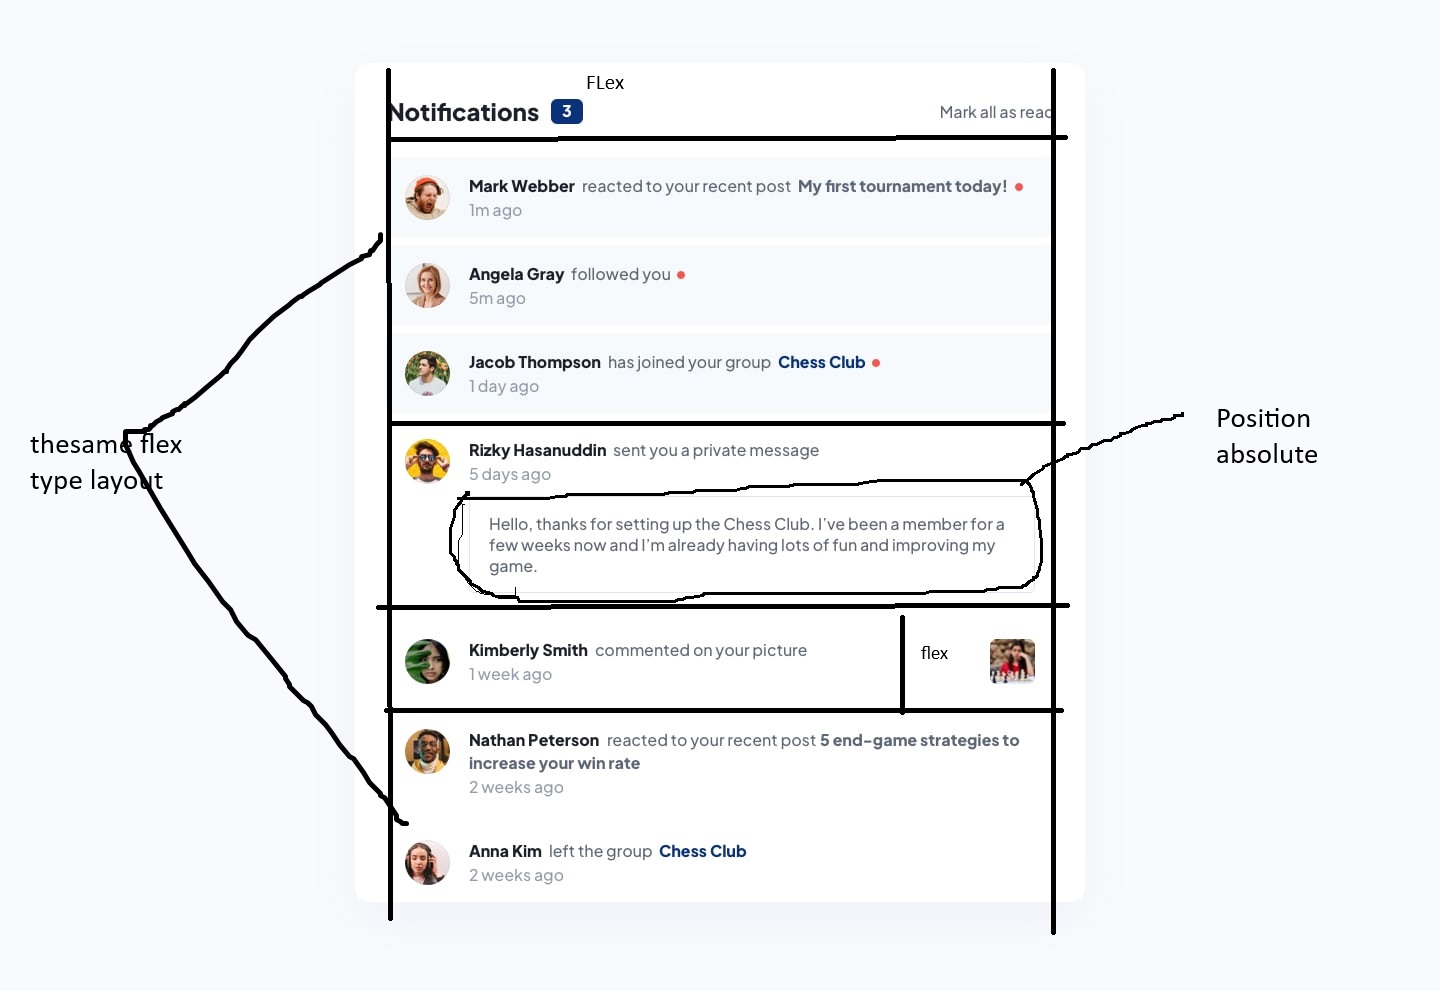 FLex
Notifications 3
Mark all as read
Mark Webber reacted to your recent post My first tournament today!
1m ago
Angela Gray followed you
5m ago
Jacob Thompson has joined your group Chess Club
1 day ago
thesame flex
type layout
Position
absolute
Rizky Hasanuddin sent you a private message
5 days ago
Hello, thanks for setting up the Chess Club. I've been a member for a
few weeks now and I'm already having lots of fun and improving my
game.
Kimberly Smith commented on your picture
1 week ago
flex
Nathan Peterson reacted to your recent post 5 end-game strategies to
increase your win rate
2 weeks ago
Anna Kim left the group Chess Club
2 weeks ago